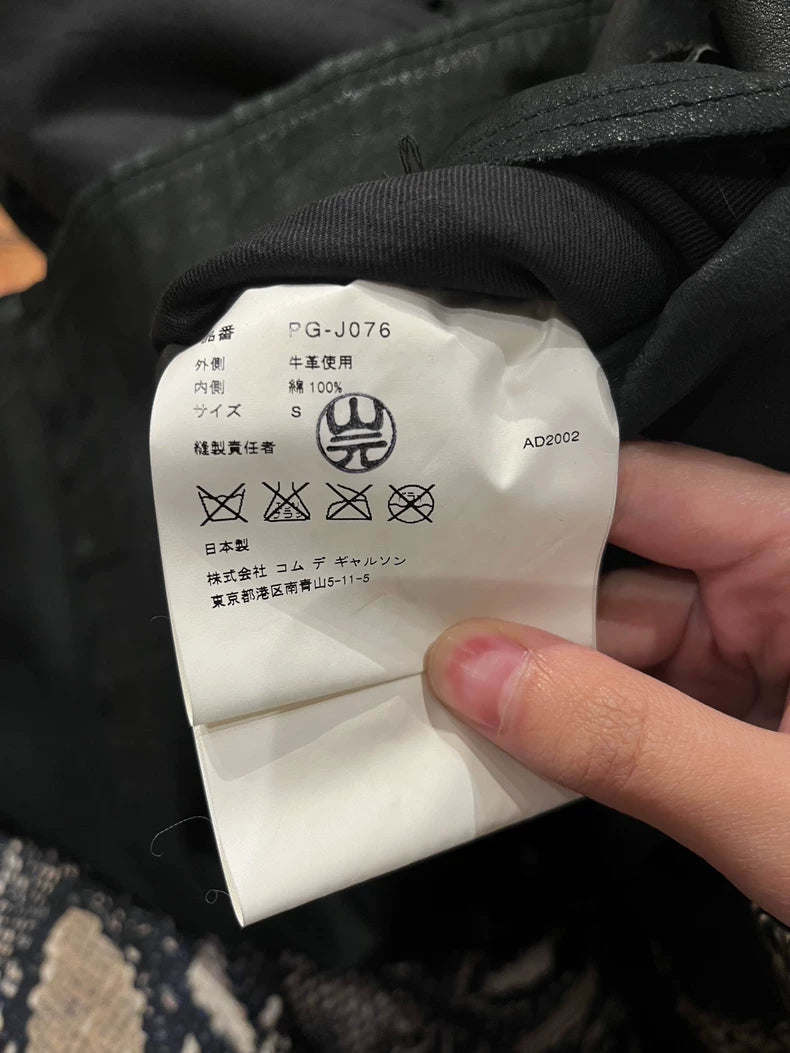 品番 PG-J076
外側 牛革使用
内側 綿 100%
サイズ S
縫製責任者 山元
AD2002
日本製
株式会社 コム デ ギャルソン
東京都港区南青山5-11-5